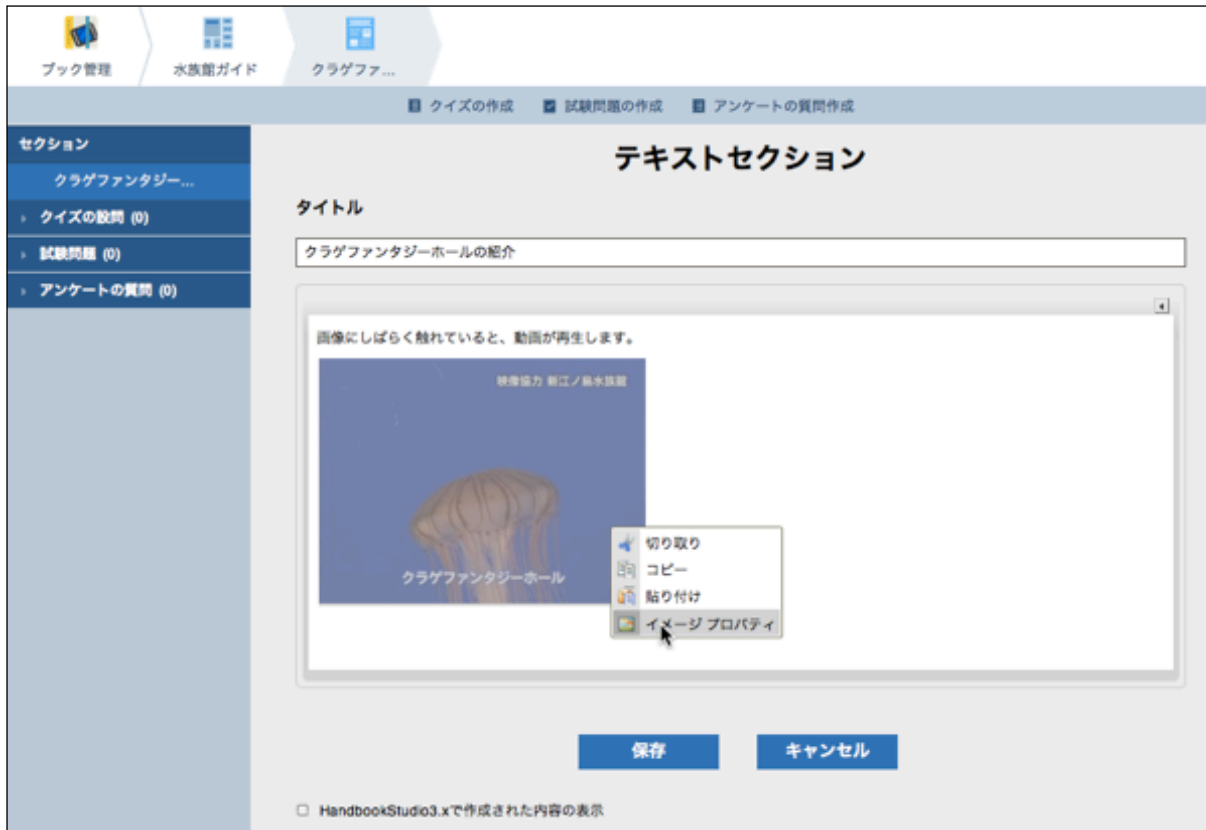 ブック管理
水族館ガイド
クラゲファ...
クイズの作成
試験問題の作成
アンケートの質問作成
セクション
クラゲファンタジー...
クイズの設問 (0)
試験問題 (0)
アンケートの質問 (0)
テキストセクション
タイトル
クラゲファンタジーホールの紹介
画像にしばらく触れていると、動画が再生します。
映像協力 新江ノ島水族館
クラゲファンタジーホール
切り取り
コピー
貼り付け
イメージ プロパティ
保存
キャンセル
HandbookStudio3.xで作成された内容の表示